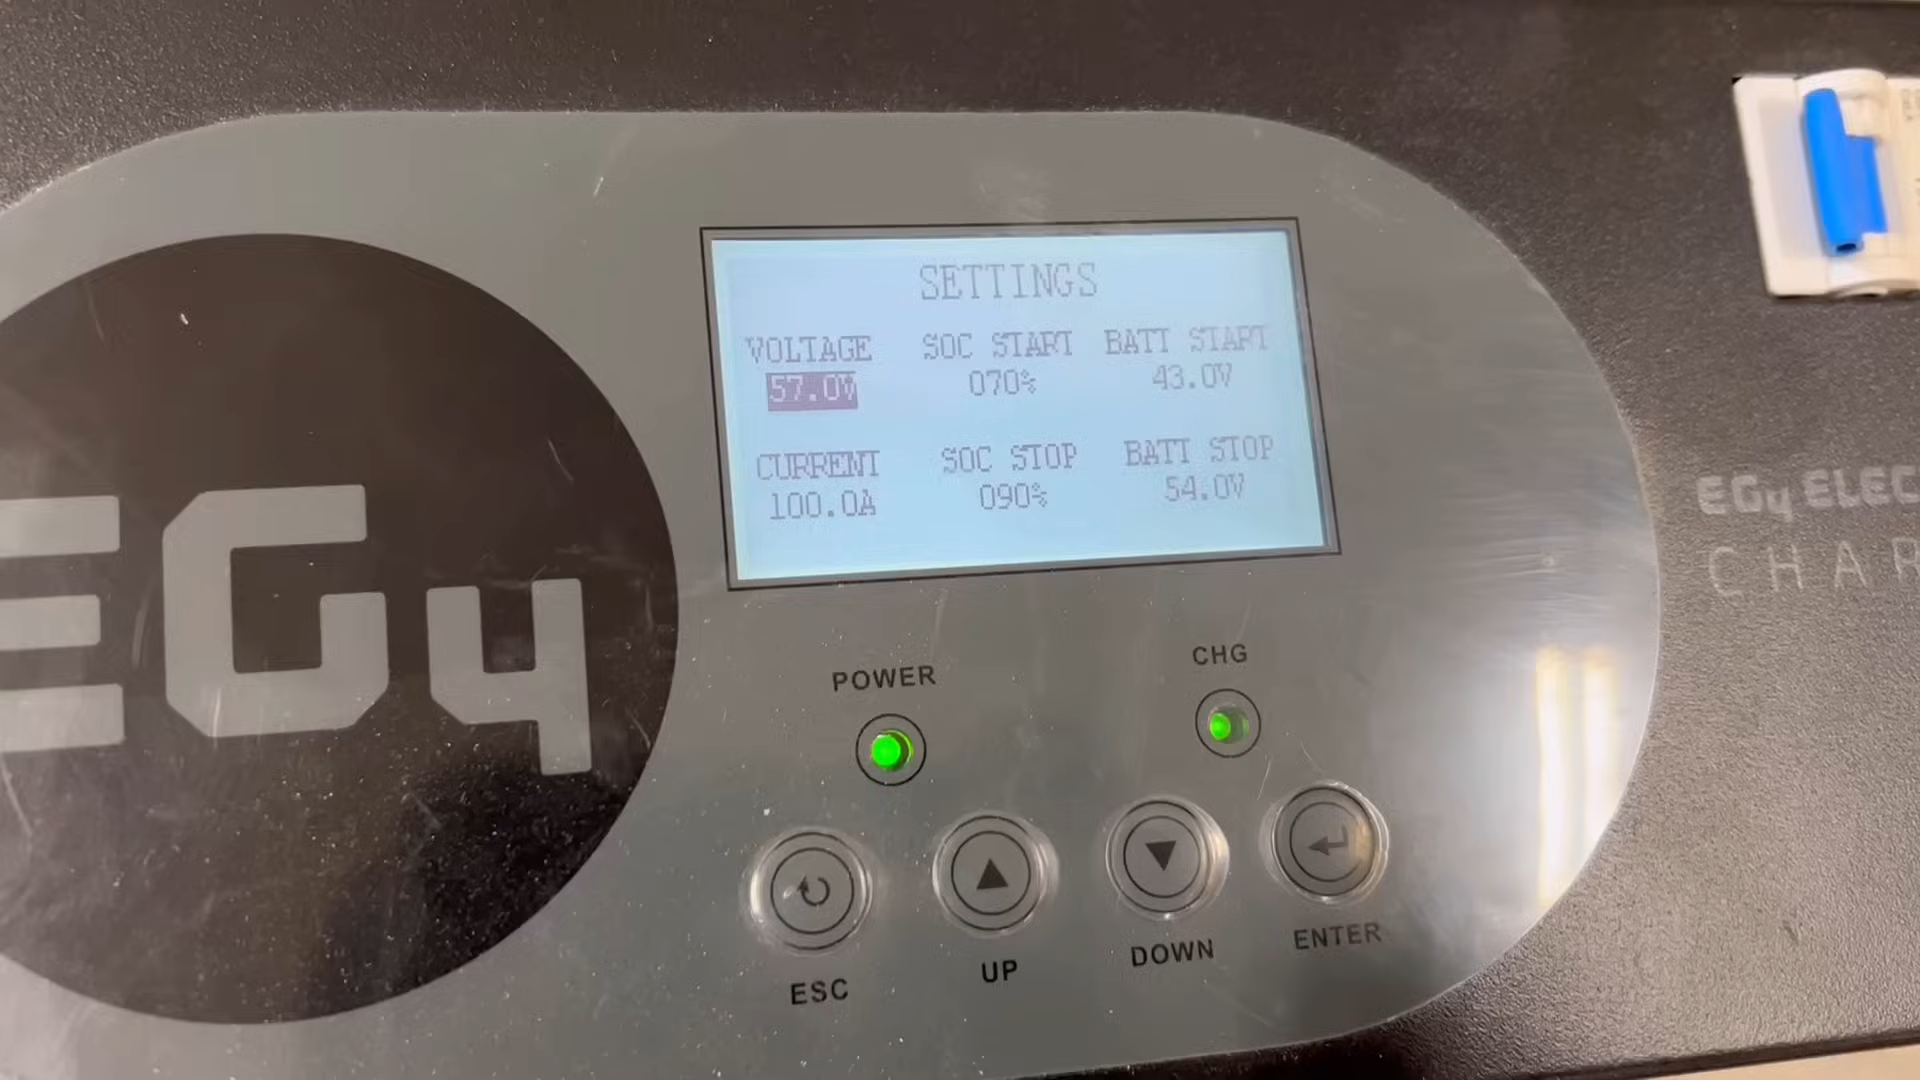 SETTINGS
VOLTAGE SOC START BATT START
57.0V 070% 43.0V
CURRENT SOC STOP BATT STOP
100.0A 090% 54.0V
EG4
EG4 ELEC
CHAR
POWER CHG
ESC UP DOWN ENTER